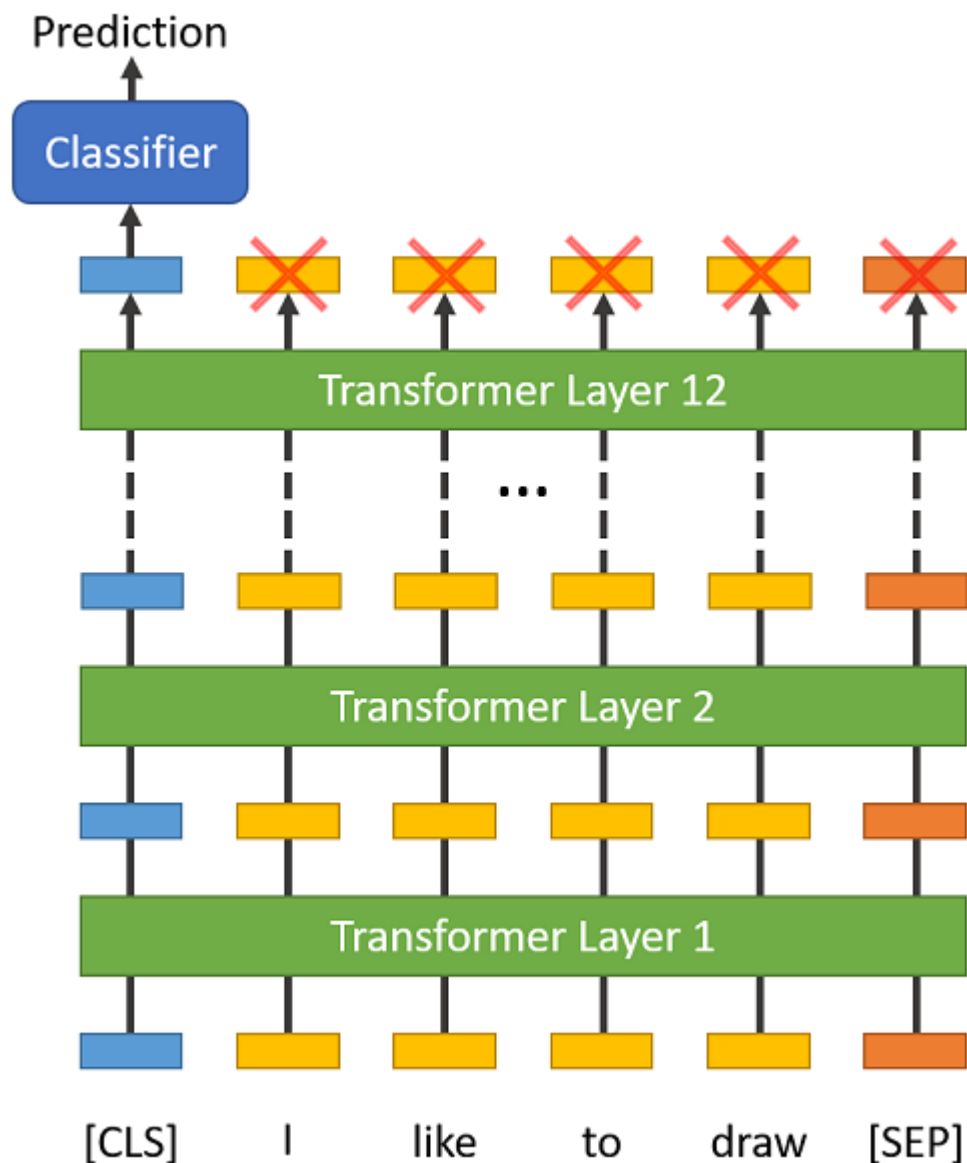 Prediction
Classifier
Transformer Layer 12
...
Transformer Layer 2
Transformer Layer 1
[CLS] I like to draw [SEP]